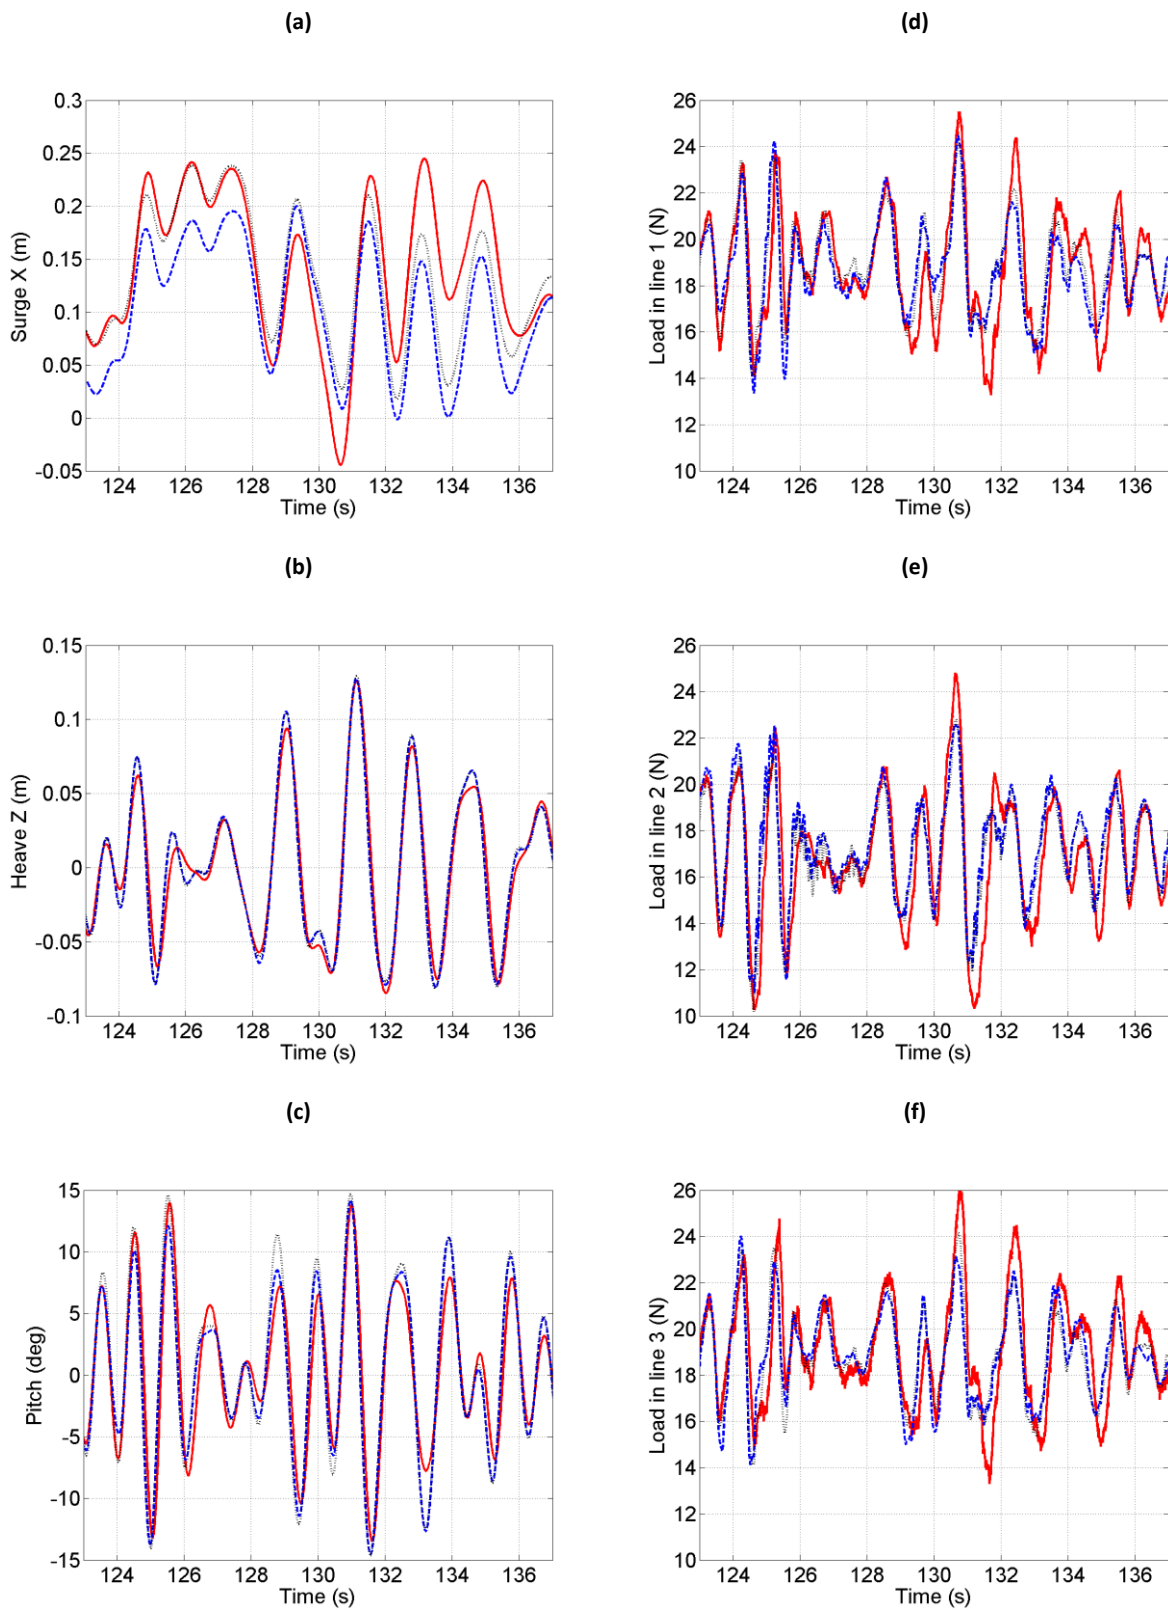 (a)
0.3
0.25
0.2
0.15
0.1
0.05
0
-0.05
Surge X (m)
124 126 128 130 132 134 136
Time (s)
(d)
26
24
22
20
18
16
14
12
10
Load in line 1 (N)
124 126 128 130 132 134 136
Time (s)
(b)
0.15
0.1
0.05
0
-0.05
-0.1
Heave Z (m)
124 126 128 130 132 134 136
Time (s)
(e)
26
24
22
20
18
16
14
12
10
Load in line 2 (N)
124 126 128 130 132 134 136
Time (s)
(c)
15
10
5
0
-5
-10
-15
Pitch (deg)
124 126 128 130 132 134 136
Time (s)
(f)
26
24
22
20
18
16
14
12
10
Load in line 3 (N)
124 126 128 130 132 134 136
Time (s)